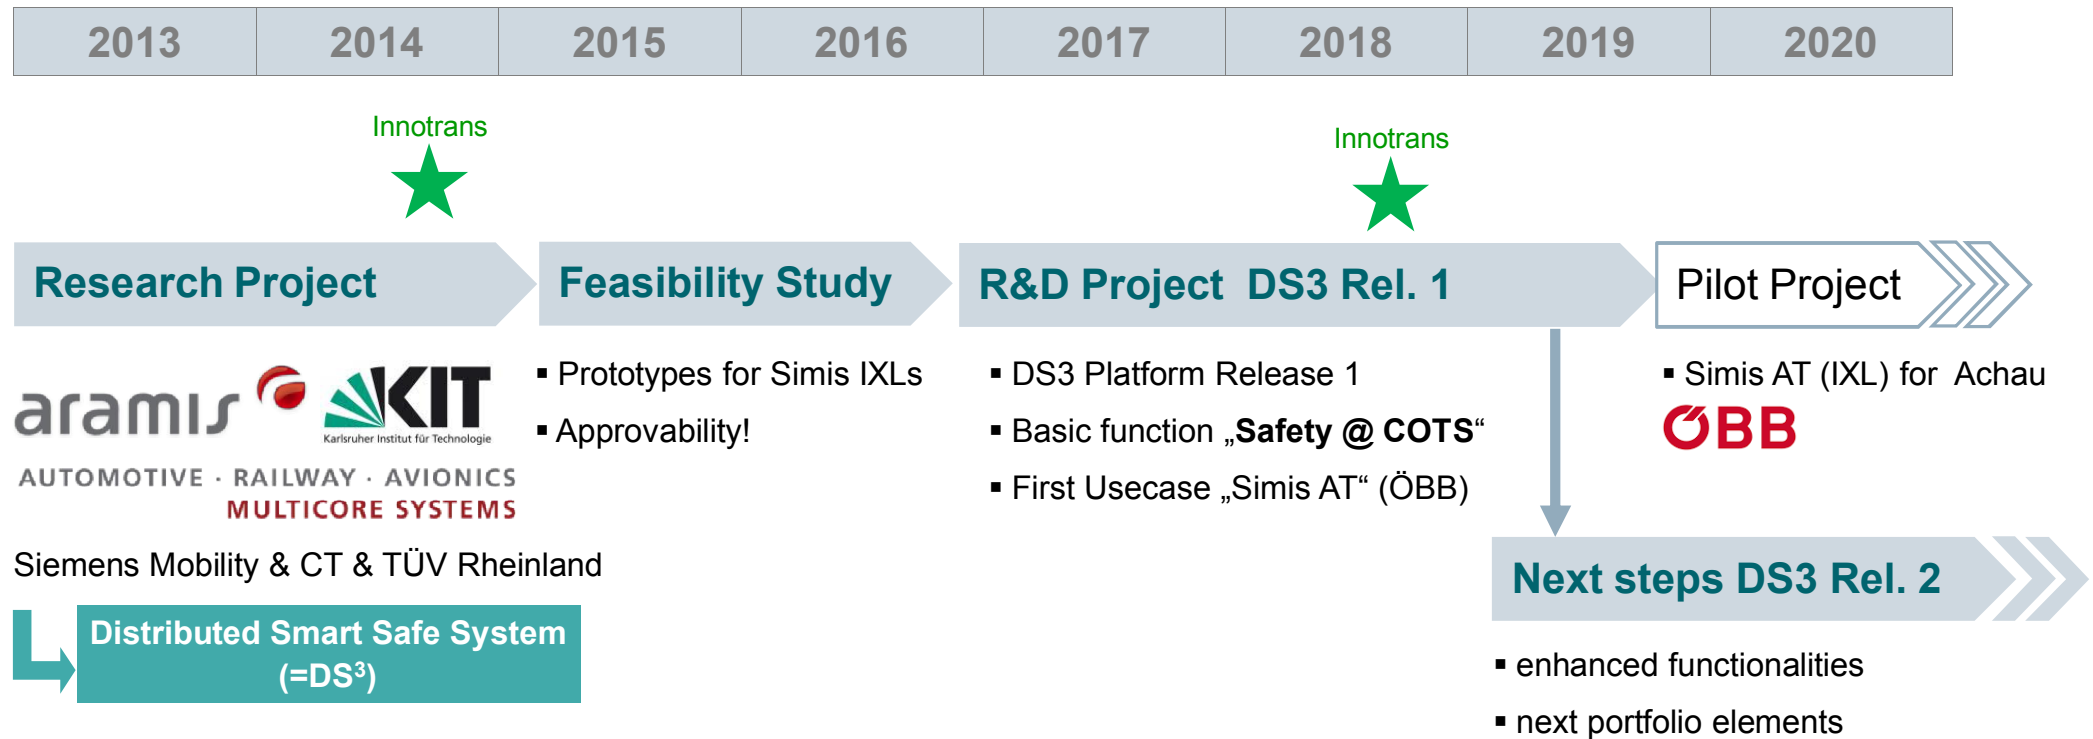 2013 2014 2015 2016 2017 2018 2019 2020
Innotrans
Innotrans
Research Project
Feasibility Study
R&D Project DS3 Rel. 1
Pilot Project
aramis
KIT
Karlsruher Institut für Technologie
AUTOMOTIVE · RAILWAY · AVIONICS
MULTICORE SYSTEMS
Siemens Mobility & CT & TÜV Rheinland
Distributed Smart Safe System
(=DS³)
▪ Prototypes for Simis IXLs
▪ Approvability!
▪ DS3 Platform Release 1
▪ Basic function „Safety @ COTS“
▪ First Usecase „Simis AT“ (ÖBB)
▪ Simis AT (IXL) for Achau
ÖBB
Next steps DS3 Rel. 2
▪ enhanced functionalities
▪ next portfolio elements